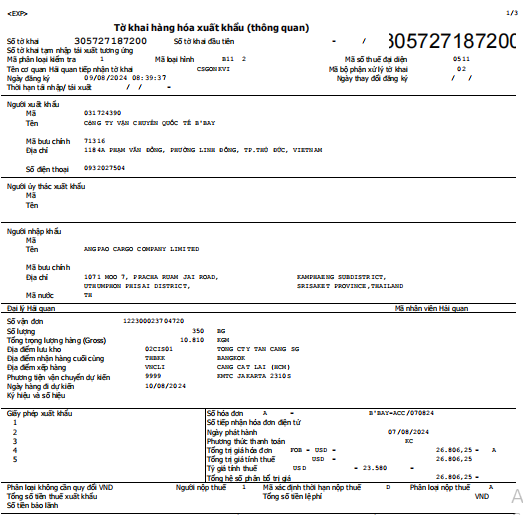 <EXP> 1/3
Tờ khai hàng hóa xuất khẩu (thông quan)
Số tờ khai 305727187200 Số tờ khai đầu tiên - / 305727187200
Số tờ khai tạm nhập tái xuất tương ứng
Mã phân loại kiểm tra 1 Mã loại hình B11 2 Mã số thuế đại diện 0511
Tên cơ quan Hải quan tiếp nhận tờ khai CSGONKVI Mã bộ phận xử lý tờ khai 02
Ngày đăng ký 09/08/2024 08:39:37 Ngày thay đổi đăng ký / /
Thời hạn tái nhập/ tái xuất / / -
Người xuất khẩu
Mã 031724390
Tên CÔNG TY VẬN CHUYỂN QUỐC TẾ B'BAY
Mã bưu chính 71316
Địa chỉ 1184A PHẠM VĂN ĐỒNG, PHƯỜNG LINH ĐÔNG, TP.THỦ ĐỨC, VIETNAM
Số điện thoại 0932027504
Người ủy thác xuất khẩu
Mã
Tên
Người nhập khẩu
Mã
Tên ANGPAO CARGO COMPANY LIMITED
Mã bưu chính
Địa chỉ 1071 MOO 7, PRACHA RUAM JAI ROAD, KAMPHAENG SUBDISTRICT,
UTHUMPHON PHISAI DISTRICT, SRISAKET PROVINCE,THAILAND
Mã nước TH
Đại lý Hải quan Mã nhân viên Hải quan
Số vận đơn 122300023704720
Số lượng 350 BG
Tổng trọng lượng hàng (Gross) 10.810 KGM
Địa điểm lưu kho 02CIS01 TONG CTY TAN CANG SG
Địa điểm nhận hàng cuối cùng THBKK BANGKOK
Địa điểm xếp hàng VNCLI CANG CAT LAI (HCM)
Phương tiện vận chuyển dự kiến 9999 KMTC JAKARTA 2310S
Ngày hàng đi dự kiến 10/08/2024
Ký hiệu và số hiệu
Giấy phép xuất khẩu Số hóa đơn A - B'BAY-ACC/070824
1 Số tiếp nhận hóa đơn điện tử
2 Ngày phát hành 07/08/2024
3 Phương thức thanh toán KC
4 Tổng trị giá hóa đơn FOB - USD - 26.806,25 - A
5 Tổng trị giá tính thuế USD - 26.806,25
Tỷ giá tính thuế USD - 23.580 -
Tổng hệ số phân bổ trị giá 26.806,25 -
Phân loại không cần quy đổi VND Người nộp thuế 1 Mã xác định thời hạn nộp thuế D Phân loại nộp thuế A
Tổng số tiền thuế xuất khẩu VND
Tổng số tiền lệ phí VND
Số tiền bảo lãnh